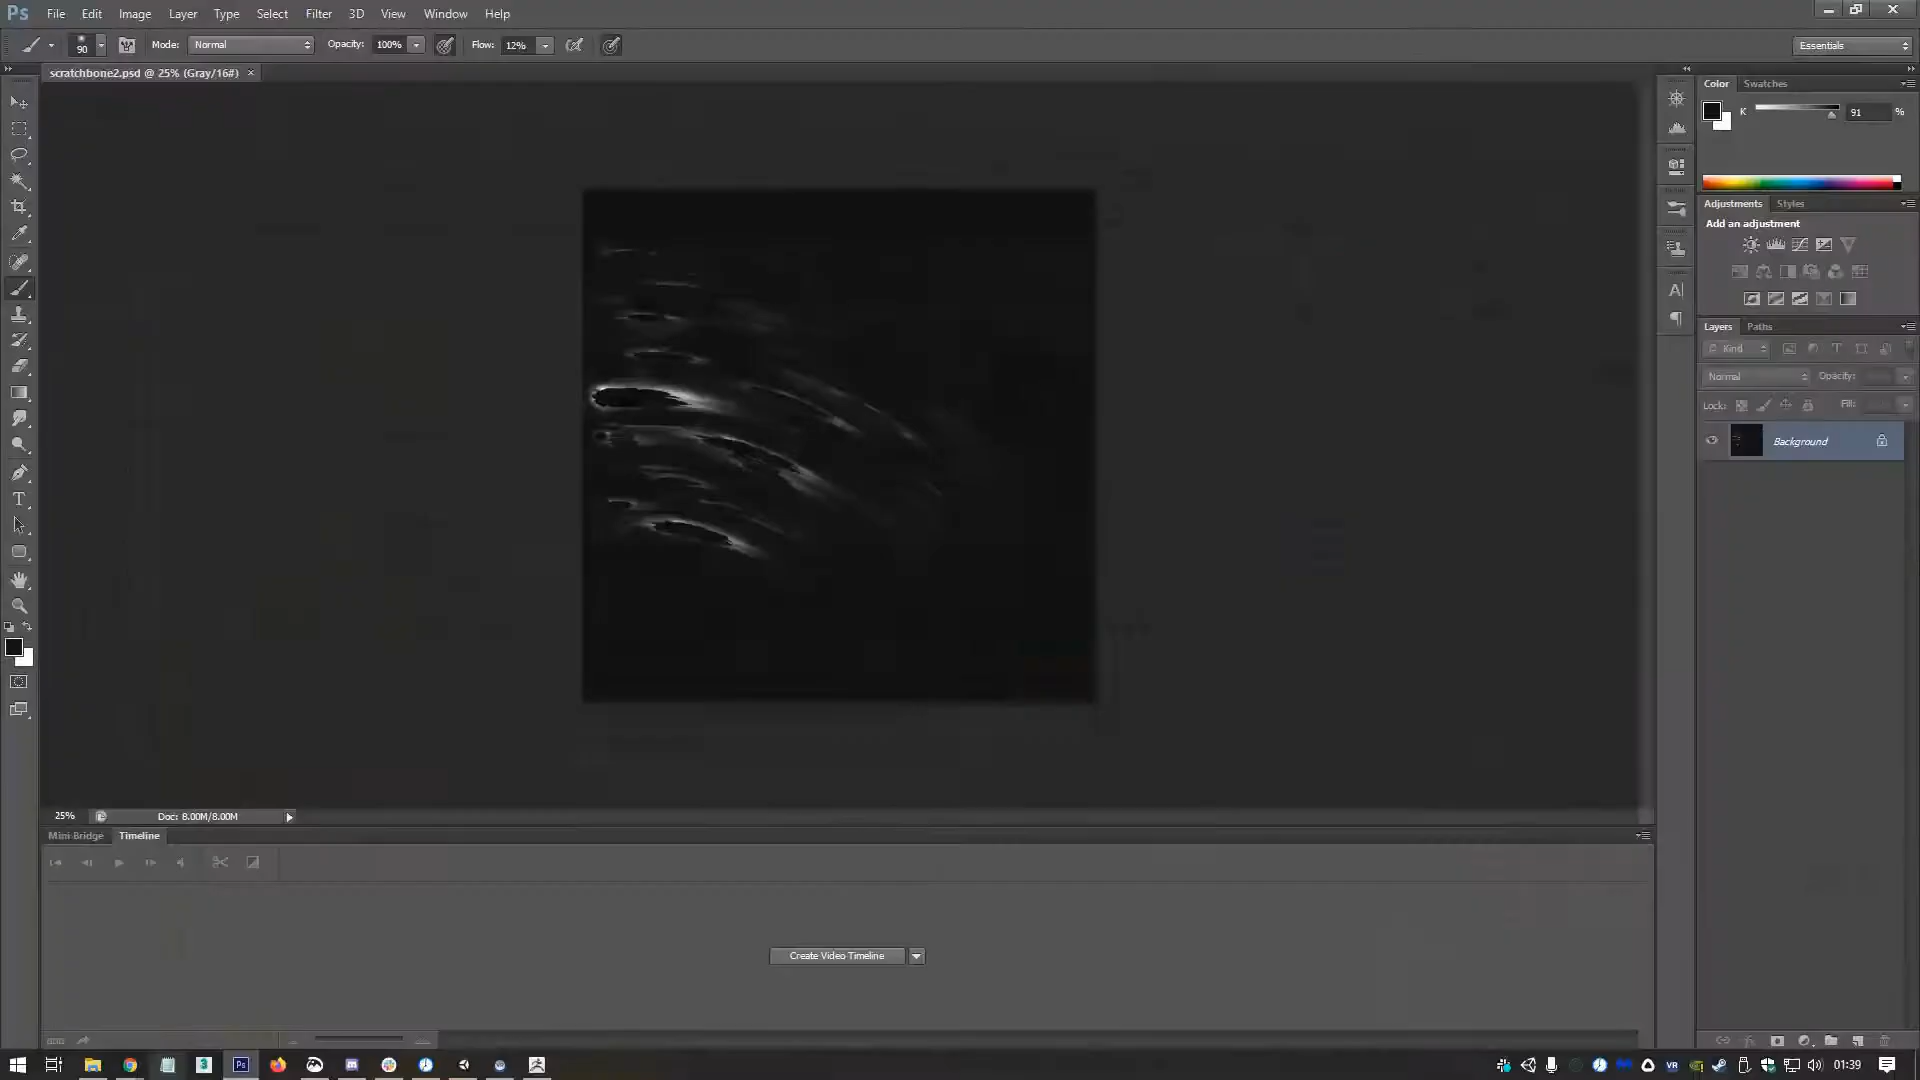 Ps File Edit Image Layer Type Select Filter 3D View Window Help
90 Mode: Normal Opacity: 100% Flow: 12% Essentials
scratchbone2.psd @ 25% (Gray/16#) ×
Color Swatches
K 91 %
Adjustments Styles
Add an adjustment
Layers Paths
Kind
Normal Opacity:
Lock: Fill:
Background
25% Doc: 8.00M/8.00M
Mini Bridge Timeline
Create Video Timeline
01:39